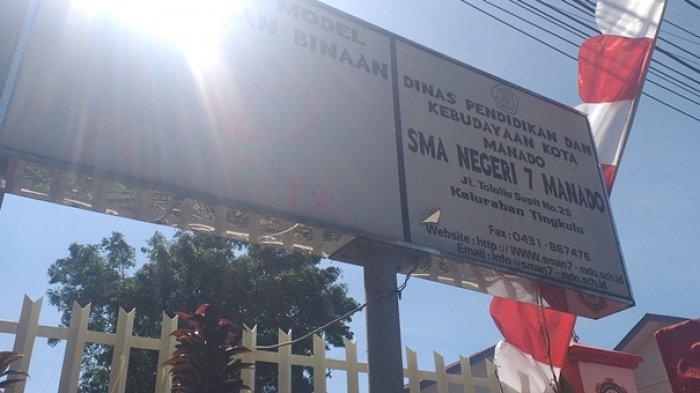 MODEL
BINAAN
DINAS PENDIDIKAN DAN
KEBUDAYAAN KOTA
MANADO
SMA NEGERI 7 MANADO
Jl. Tololiu Supit No.25
Kelurahan Tingkulu
Fax : 0431 - 867476
Website : http://WWW.sman7 - mdo.sch.id
Email : info@sman7 - mdo.sch.id